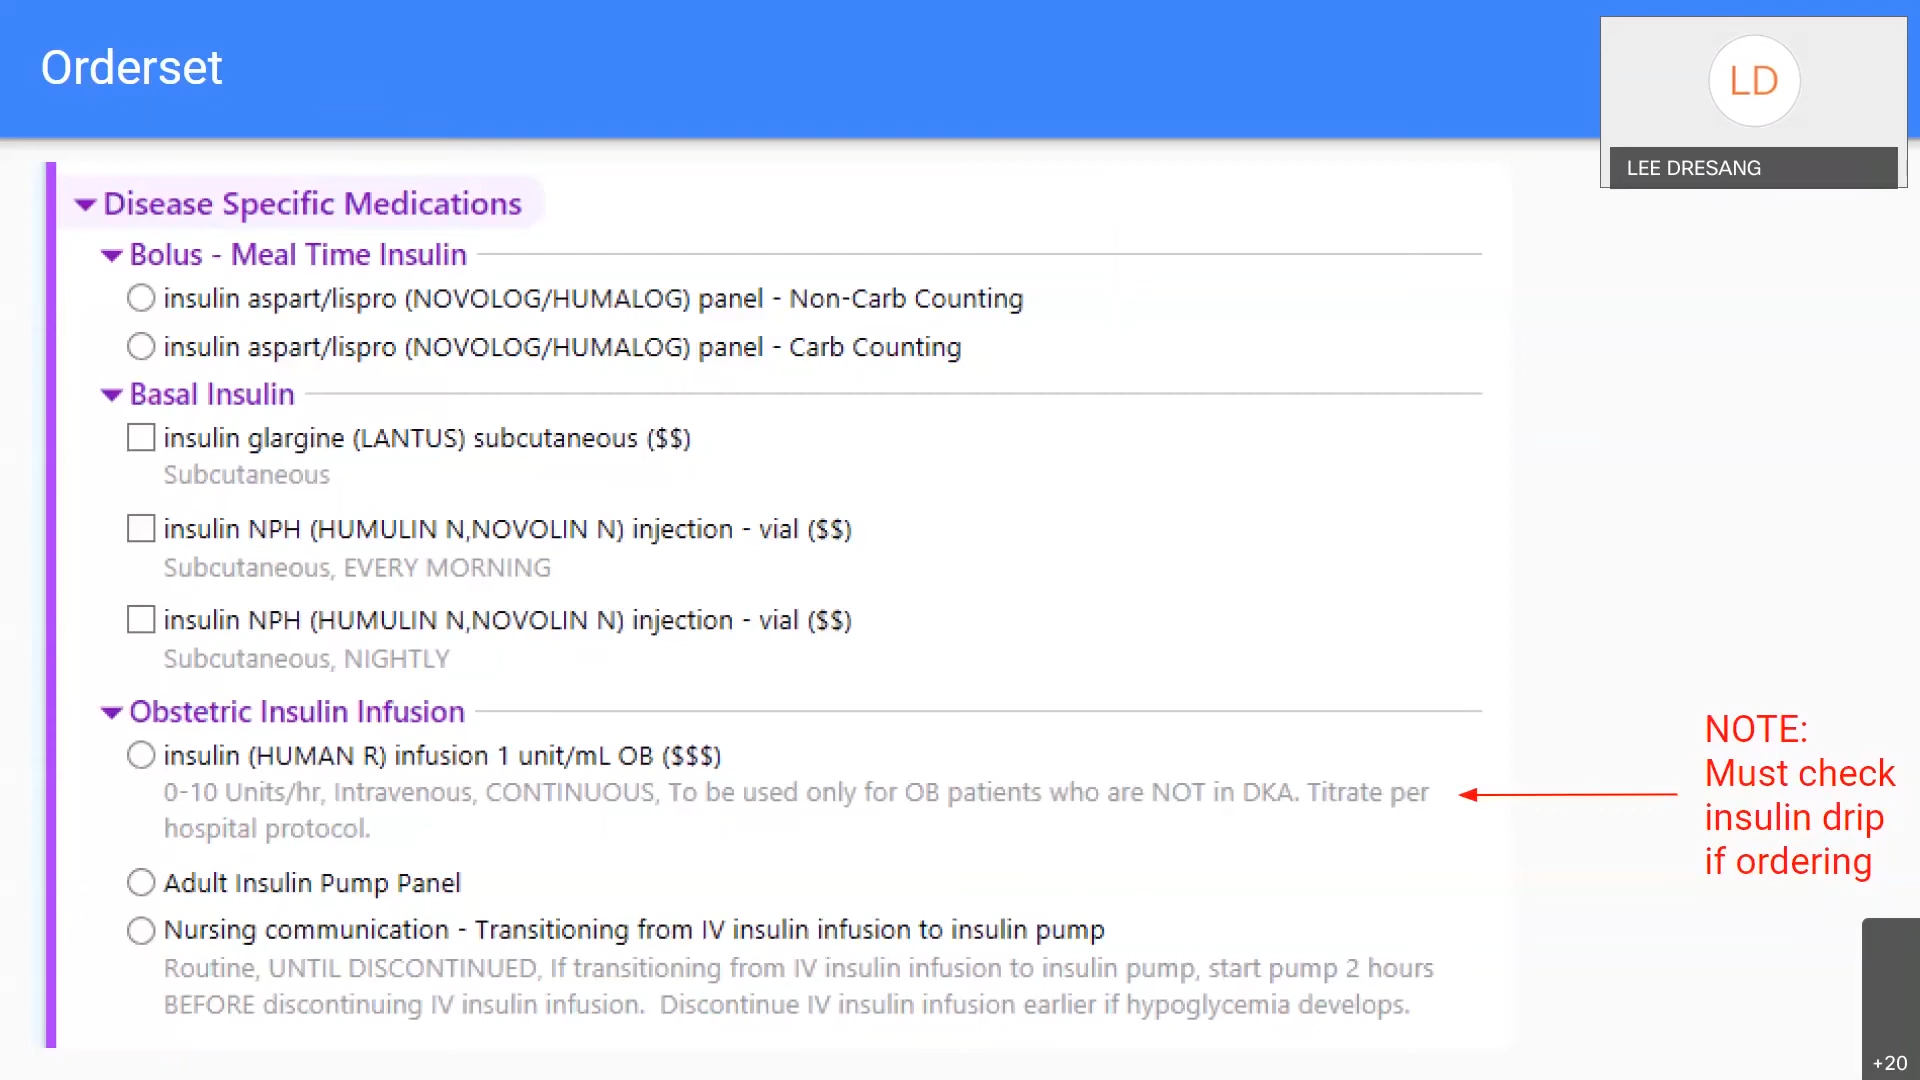 Orderset
LD
LEE DRESANG
Disease Specific Medications
Bolus - Meal Time Insulin
insulin aspart/lispro (NOVOLOG/HUMALOG) panel - Non-Carb Counting
insulin aspart/lispro (NOVOLOG/HUMALOG) panel - Carb Counting
Basal Insulin
insulin glargine (LANTUS) subcutaneous ($$)
Subcutaneous
insulin NPH (HUMULIN N,NOVOLIN N) injection - vial ($$)
Subcutaneous, EVERY MORNING
insulin NPH (HUMULIN N,NOVOLIN N) injection - vial ($$)
Subcutaneous, NIGHTLY
Obstetric Insulin Infusion
insulin (HUMAN R) infusion 1 unit/mL OB ($$$)
0-10 Units/hr, Intravenous, CONTINUOUS, To be used only for OB patients who are NOT in DKA. Titrate per
hospital protocol.
Adult Insulin Pump Panel
Nursing communication - Transitioning from IV insulin infusion to insulin pump
Routine, UNTIL DISCONTINUED, If transitioning from IV insulin infusion to insulin pump, start pump 2 hours
BEFORE discontinuing IV insulin infusion.  Discontinue IV insulin infusion earlier if hypoglycemia develops.
NOTE:
Must check
insulin drip
if ordering
+20